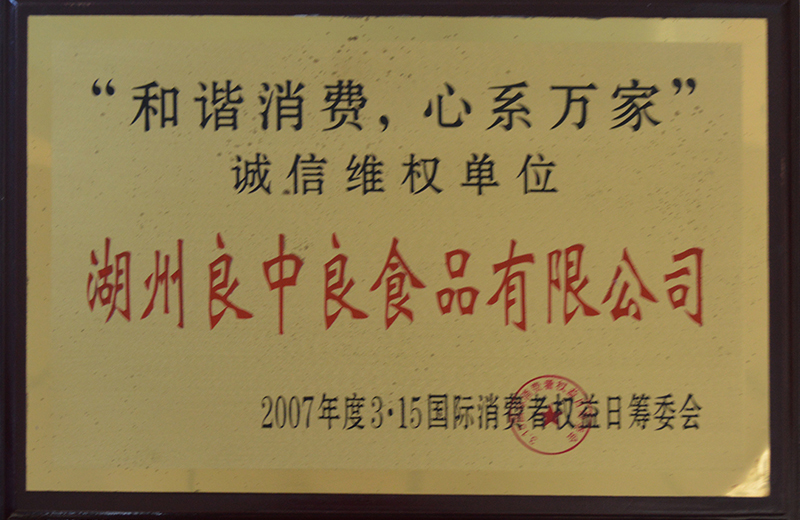 “和谐消费，心系万家”
诚信维权单位
湖州良中良食品有限公司
2007年度3·15国际消费者权益日筹委会